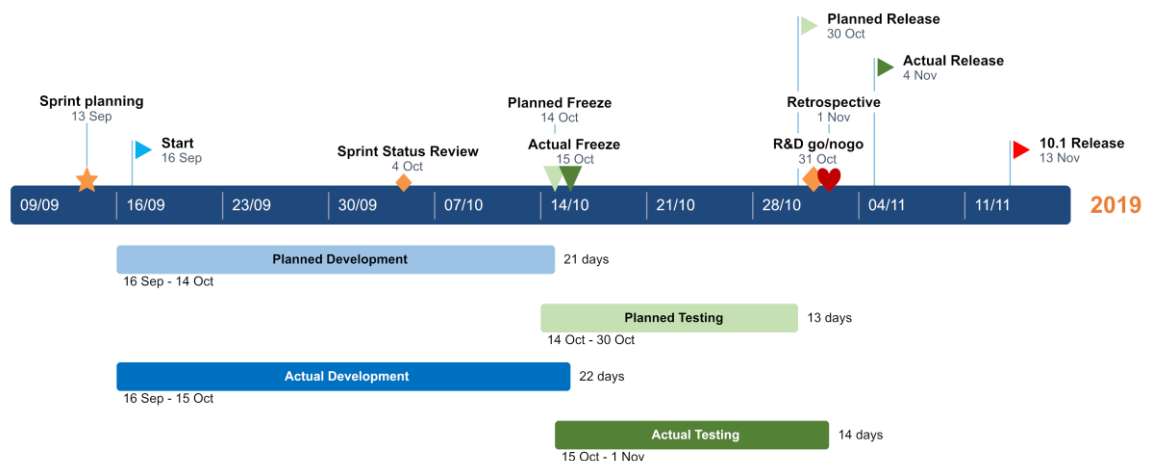 Planned Release
30 Oct
Actual Release
4 Nov
Sprint planning
13 Sep
Planned Freeze
14 Oct
Retrospective
1 Nov
Start
16 Sep
Sprint Status Review
4 Oct
Actual Freeze
15 Oct
R&D go/nogo
31 Oct
10.1 Release
13 Nov
09/09 16/09 23/09 30/09 07/10 14/10 21/10 28/10 04/11 11/11 2019
Planned Development 21 days
16 Sep - 14 Oct
Planned Testing 13 days
14 Oct - 30 Oct
Actual Development 22 days
16 Sep - 15 Oct
Actual Testing 14 days
15 Oct - 1 Nov